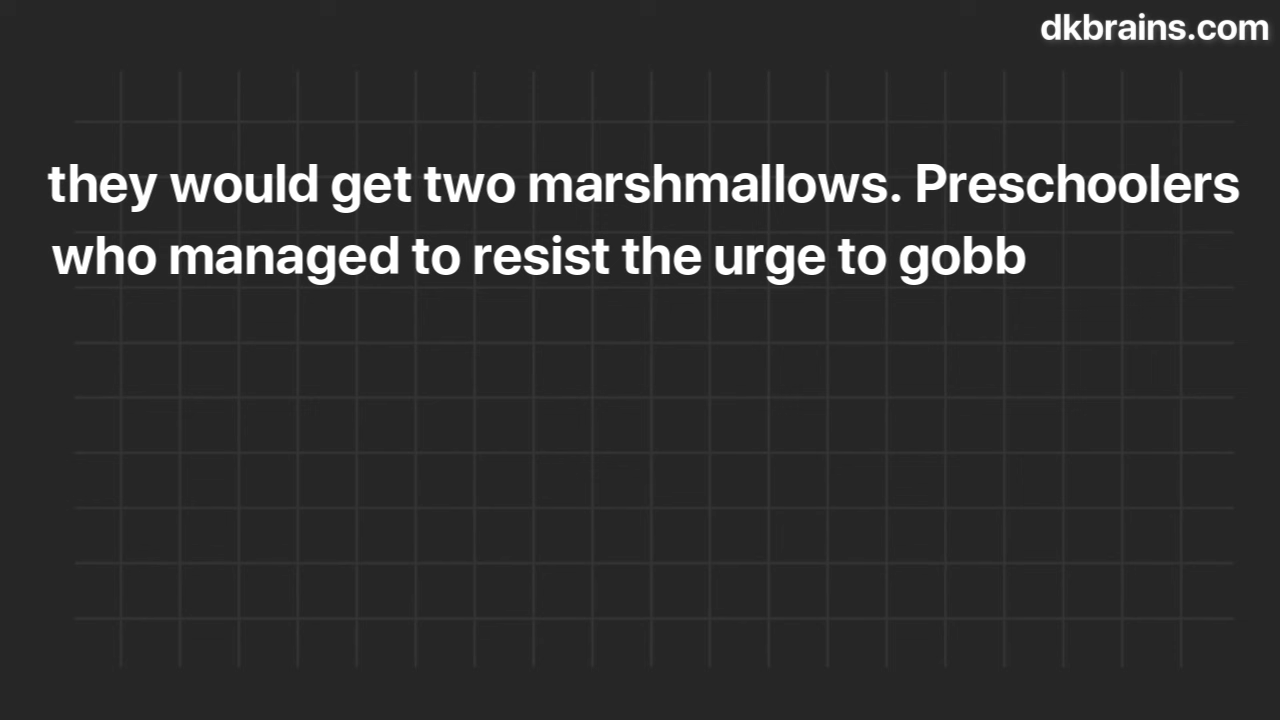 dkbrains.com
they would get two marshmallows. Preschoolers
who managed to resist the urge to gobb